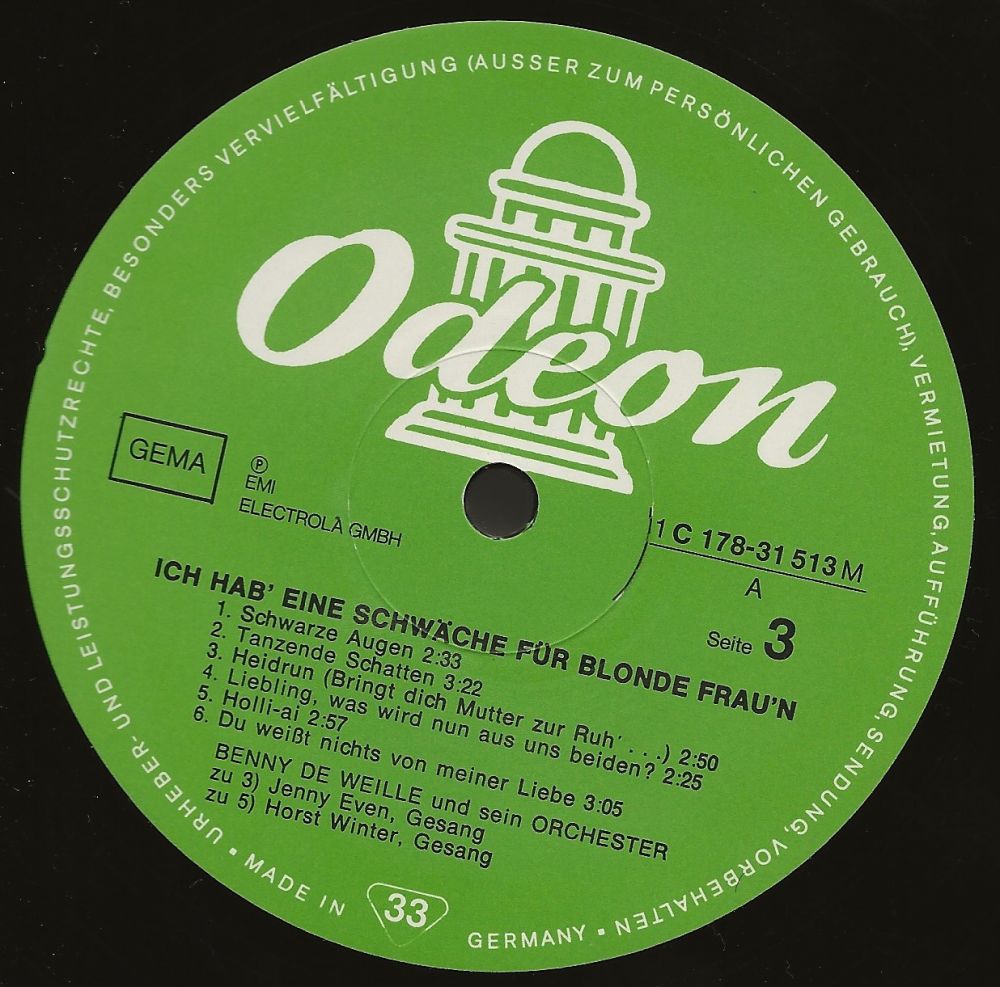 URHEBER- UND LEISTUNGSSCHUTZRECHTE, BESONDERS VERVIELFÄLTIGUNG (AUSSER ZUM PERSÖNLICHEN GEBRAUCH), VERMIETUNG, AUFFÜHRUNG, SENDUNG, VORBEHALTEN
Odeon
GEMA
℗
EMI
ELECTROLA GMBH
1 C 178-31 513 M
A
Seite 3
ICH HAB' EINE SCHWÄCHE FÜR BLONDE FRAU'N
1. Schwarze Augen 2:33
2. Tanzende Schatten 3:22
3. Heidrun (Bringt dich Mutter zur Ruh' . . .) 2:50
4. Liebling, was wird nun aus uns beiden? 2:25
5. Holli-ai 2:57
6. Du weißt nichts von meiner Liebe 3:05
BENNY DE WEILLE und sein ORCHESTER
zu 3) Jenny Even, Gesang
zu 5) Horst Winter, Gesang
▪ MADE IN 33 GERMANY ▪